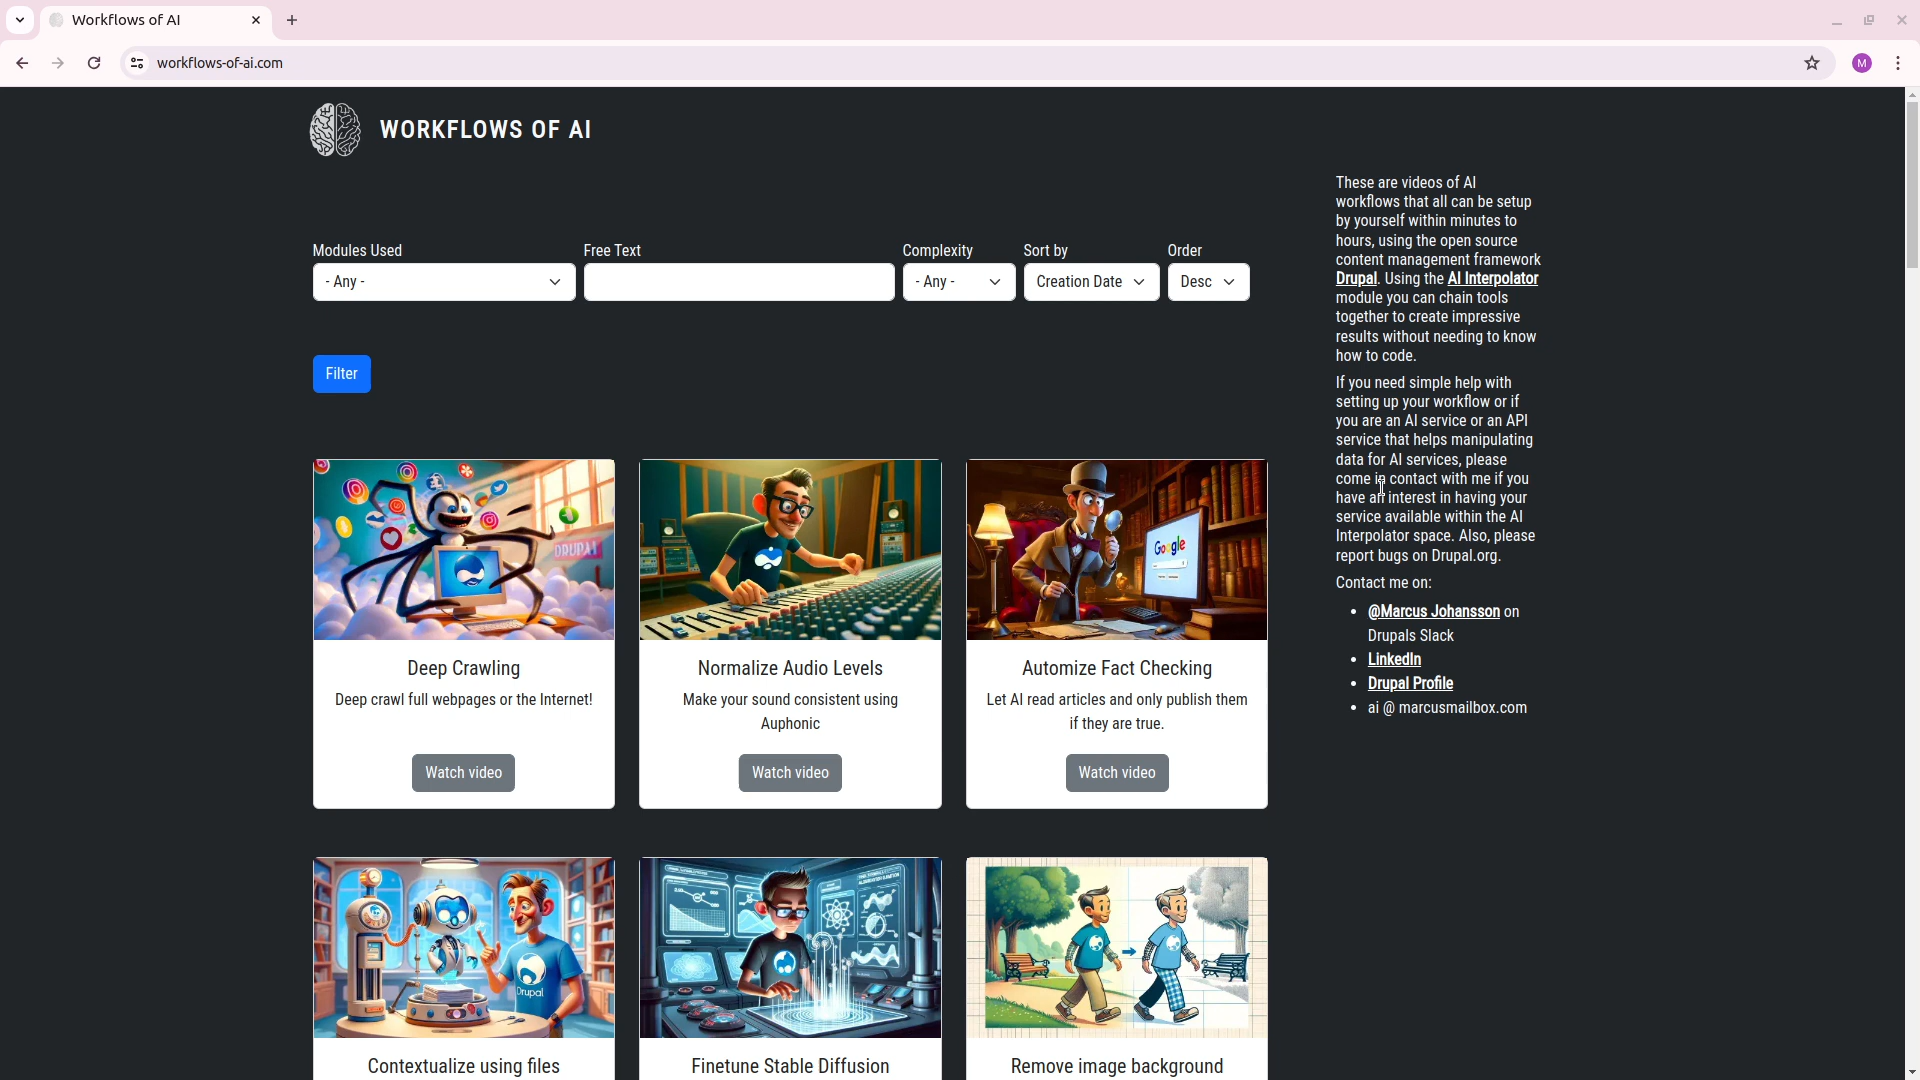 Workflows of AI
workflows-of-ai.com
M
WORKFLOWS OF AI
Modules Used
- Any -
Free Text
Complexity
- Any -
Sort by
Creation Date
Order
Desc
Filter
These are videos of AI
workflows that all can be setup
by yourself within minutes to
hours, using the open source
content management framework
Drupal. Using the AI Interpolator
module you can chain tools
together to create impressive
results without needing to know
how to code.
If you need simple help with
setting up your workflow or if
you are an AI service or an API
service that helps manipulating
data for AI services, please
come in contact with me if you
have an interest in having your
service available within the AI
Interpolator space. Also, please
report bugs on Drupal.org.
Contact me on:
@Marcus Johansson on
Drupals Slack
LinkedIn
Drupal Profile
ai @ marcusmailbox.com
Google
Deep Crawling
Deep crawl full webpages or the Internet!
Watch video
Normalize Audio Levels
Make your sound consistent using
Auphonic
Watch video
Automize Fact Checking
Let AI read articles and only publish them
if they are true.
Watch video
Drupal
Contextualize using files
Finetune Stable Diffusion
Remove image background